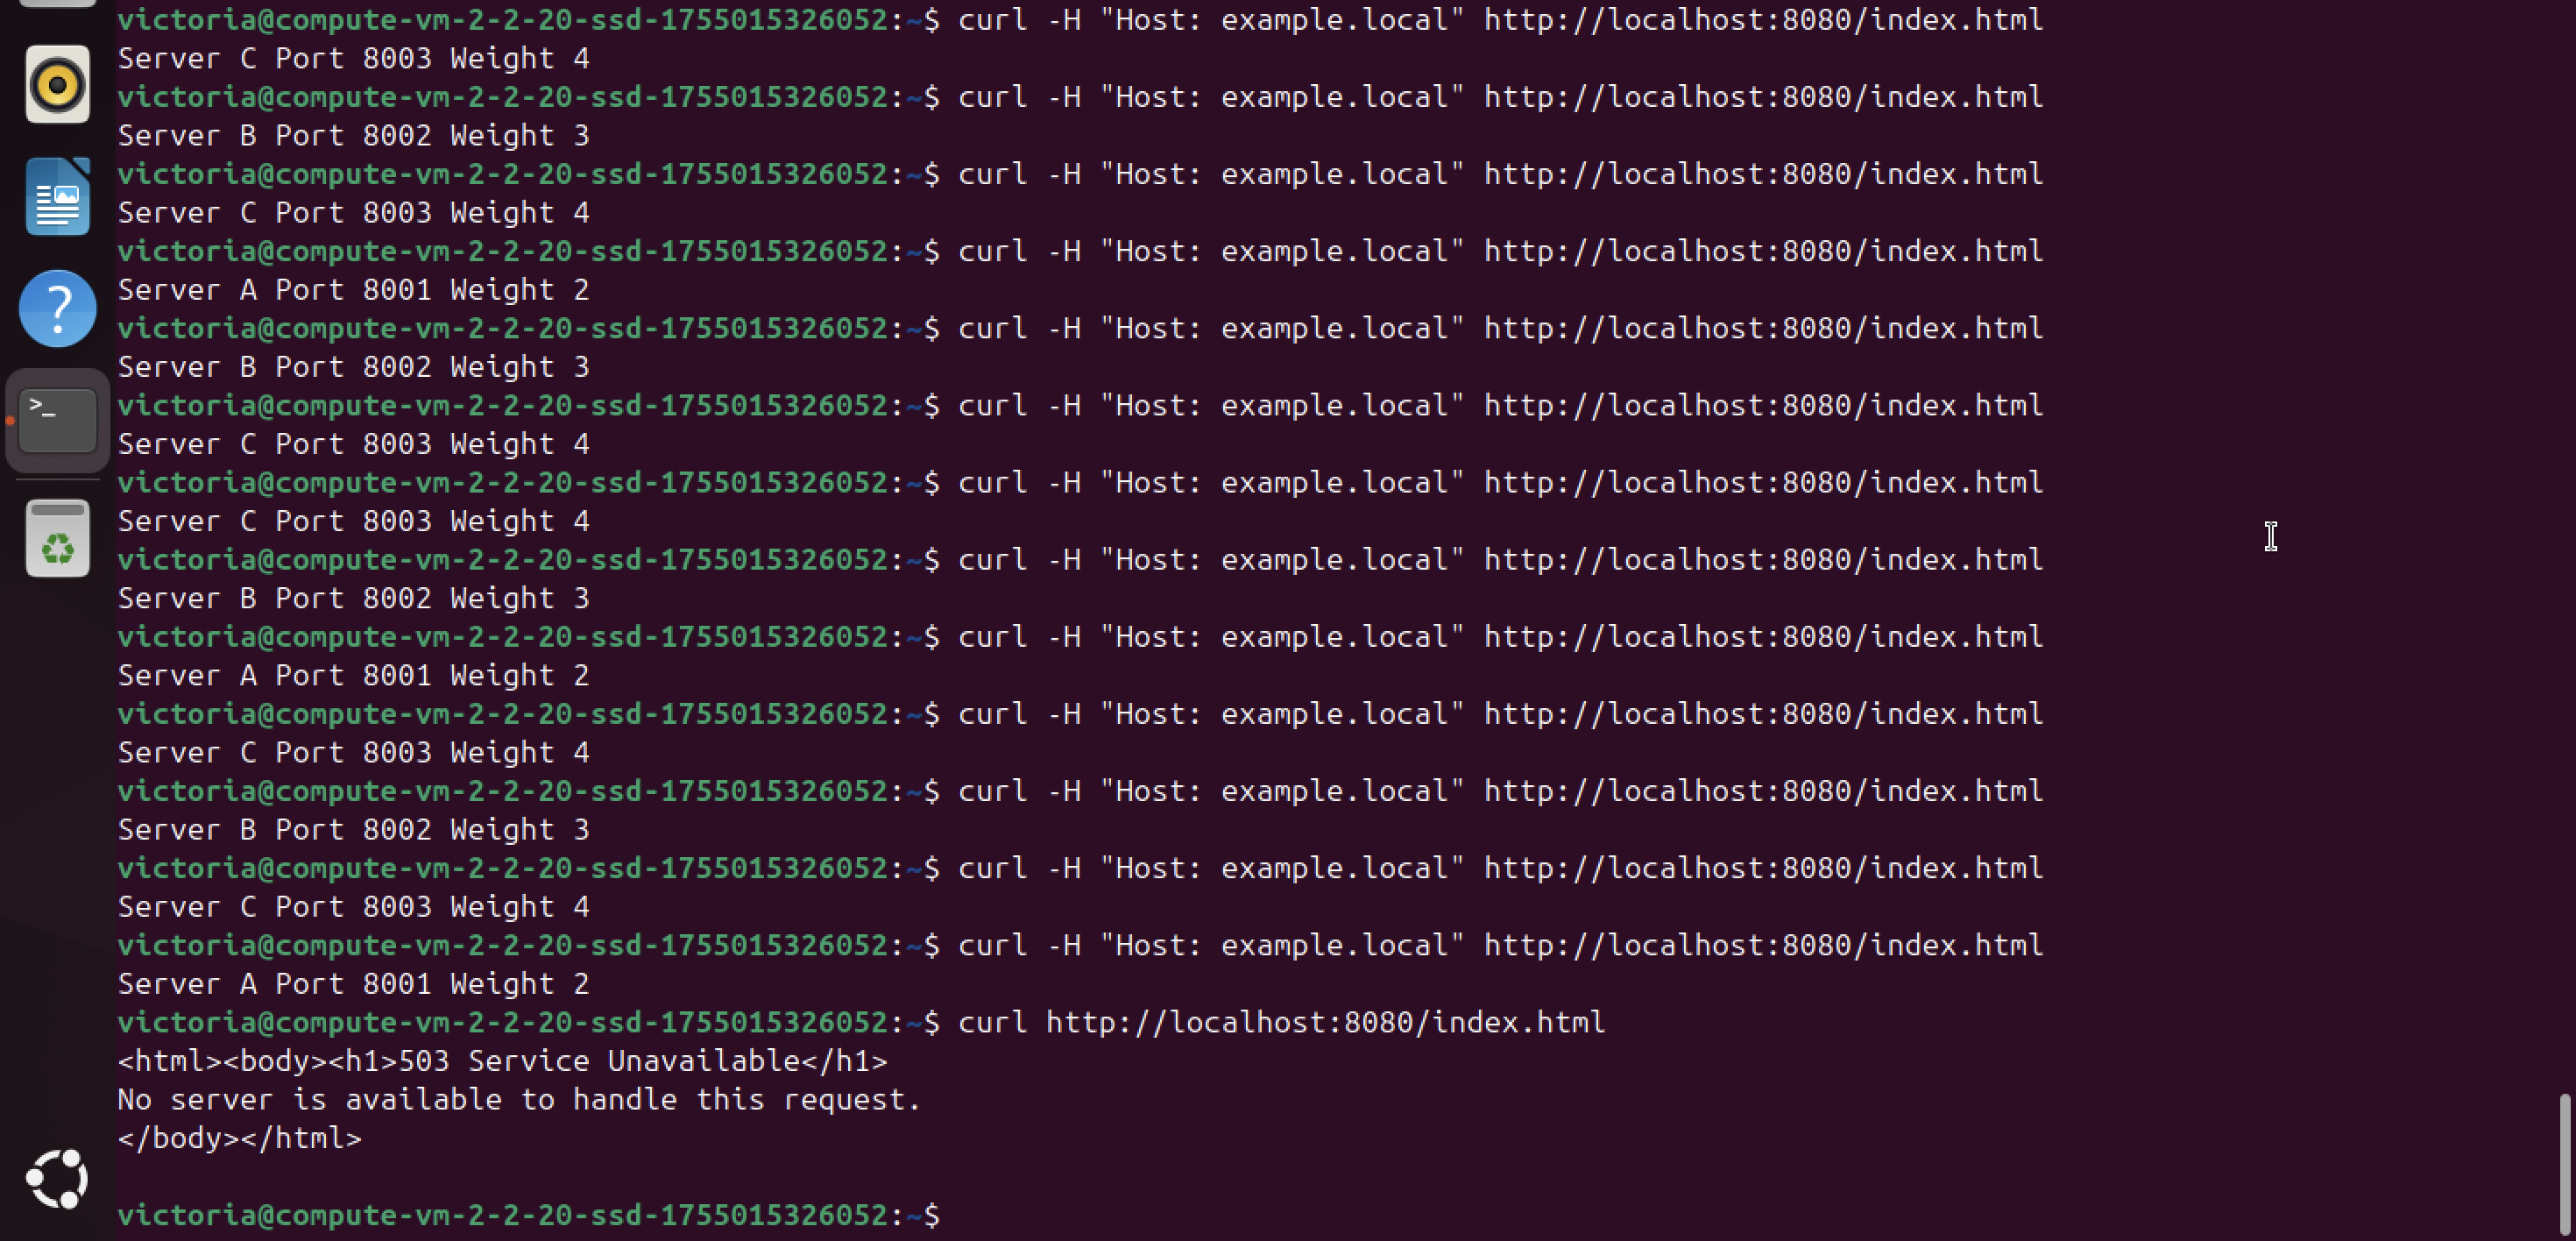 victoria@compute-vm-2-2-20-ssd-1755015326052:~$ curl -H "Host: example.local" http://localhost:8080/index.html
Server C Port 8003 Weight 4
victoria@compute-vm-2-2-20-ssd-1755015326052:~$ curl -H "Host: example.local" http://localhost:8080/index.html
Server B Port 8002 Weight 3
victoria@compute-vm-2-2-20-ssd-1755015326052:~$ curl -H "Host: example.local" http://localhost:8080/index.html
Server C Port 8003 Weight 4
victoria@compute-vm-2-2-20-ssd-1755015326052:~$ curl -H "Host: example.local" http://localhost:8080/index.html
Server A Port 8001 Weight 2
victoria@compute-vm-2-2-20-ssd-1755015326052:~$ curl -H "Host: example.local" http://localhost:8080/index.html
Server B Port 8002 Weight 3
victoria@compute-vm-2-2-20-ssd-1755015326052:~$ curl -H "Host: example.local" http://localhost:8080/index.html
Server C Port 8003 Weight 4
victoria@compute-vm-2-2-20-ssd-1755015326052:~$ curl -H "Host: example.local" http://localhost:8080/index.html
Server C Port 8003 Weight 4
victoria@compute-vm-2-2-20-ssd-1755015326052:~$ curl -H "Host: example.local" http://localhost:8080/index.html
Server B Port 8002 Weight 3
victoria@compute-vm-2-2-20-ssd-1755015326052:~$ curl -H "Host: example.local" http://localhost:8080/index.html
Server A Port 8001 Weight 2
victoria@compute-vm-2-2-20-ssd-1755015326052:~$ curl -H "Host: example.local" http://localhost:8080/index.html
Server C Port 8003 Weight 4
victoria@compute-vm-2-2-20-ssd-1755015326052:~$ curl -H "Host: example.local" http://localhost:8080/index.html
Server B Port 8002 Weight 3
victoria@compute-vm-2-2-20-ssd-1755015326052:~$ curl -H "Host: example.local" http://localhost:8080/index.html
Server C Port 8003 Weight 4
victoria@compute-vm-2-2-20-ssd-1755015326052:~$ curl -H "Host: example.local" http://localhost:8080/index.html
Server A Port 8001 Weight 2
victoria@compute-vm-2-2-20-ssd-1755015326052:~$ curl http://localhost:8080/index.html
<html><body><h1>503 Service Unavailable</h1>
No server is available to handle this request.
</body></html>
victoria@compute-vm-2-2-20-ssd-1755015326052:~$